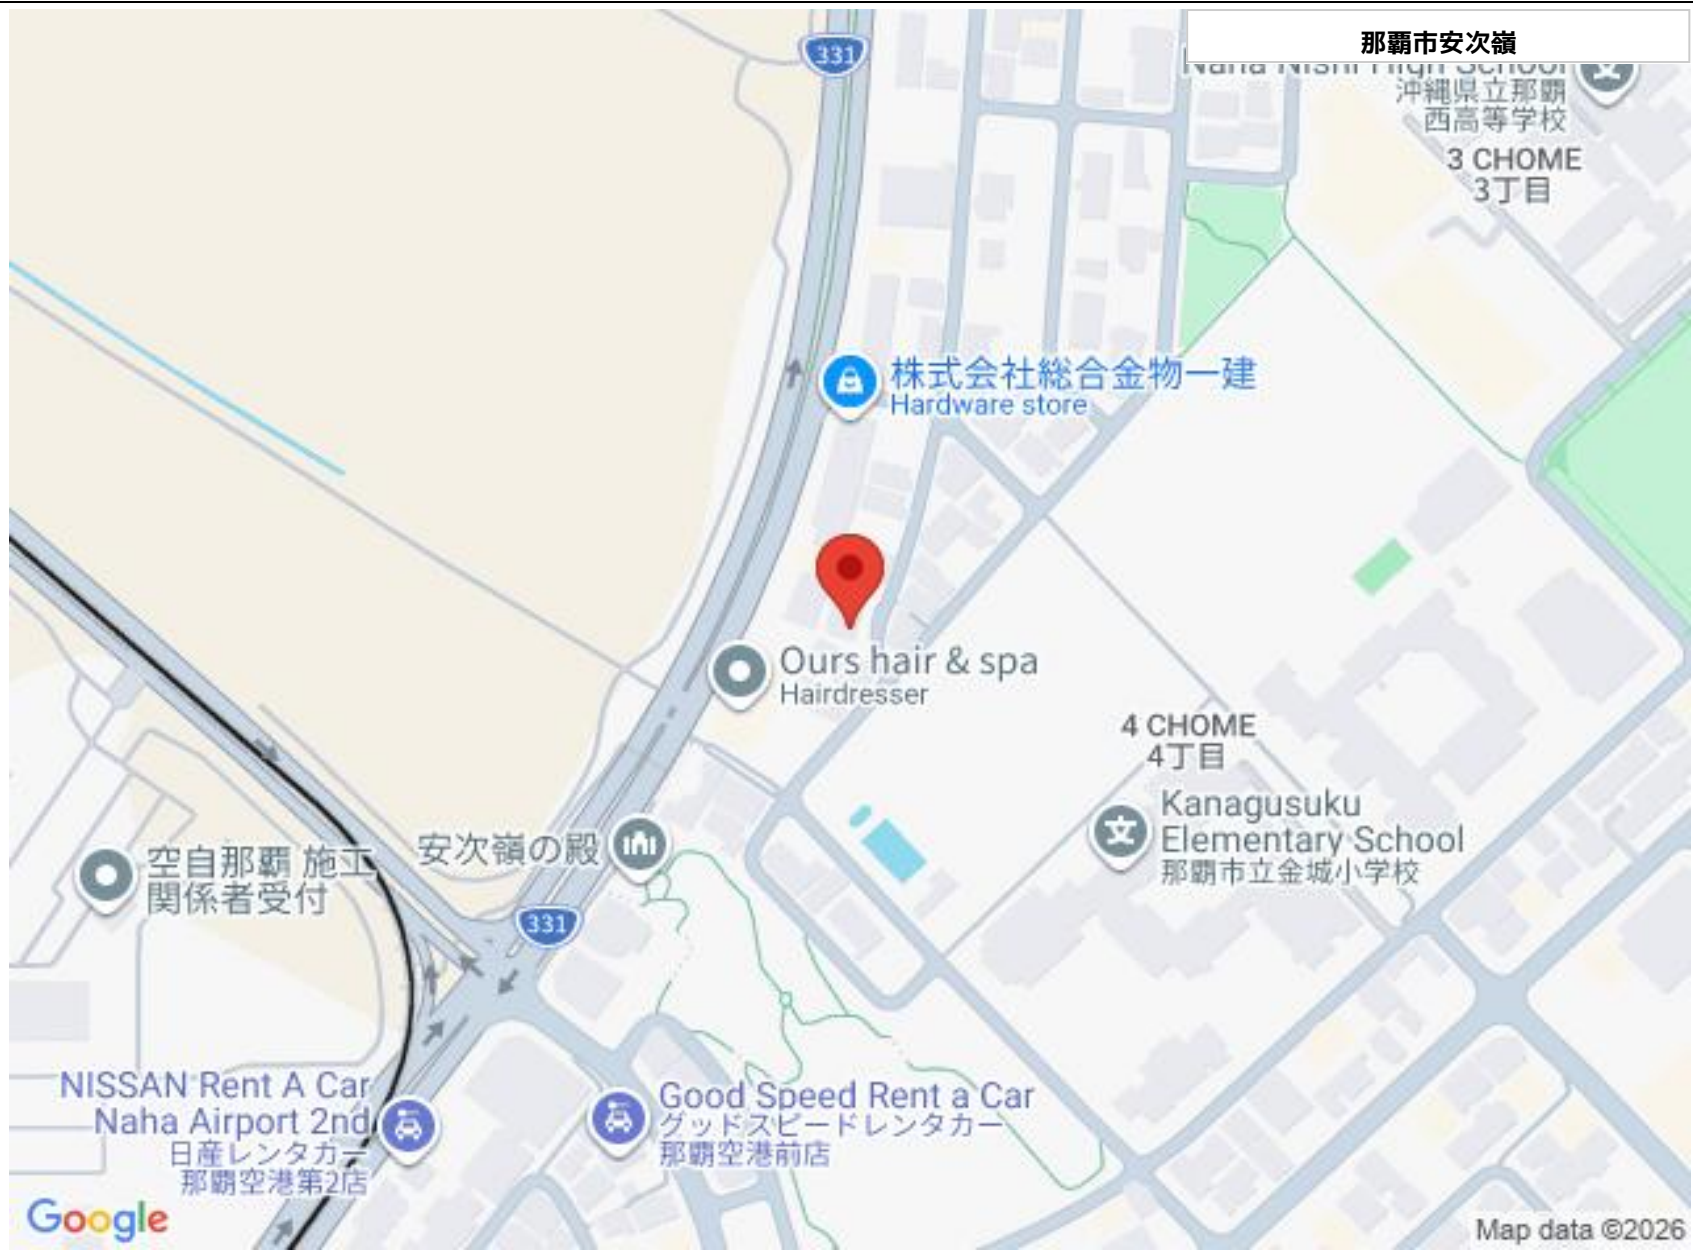 那覇市安次嶺
331
Naha Nishi High School
沖縄県立那覇
西高等学校
3 CHOME
3丁目
株式会社総合金物一建
Hardware store
Ours hair & spa
Hairdresser
4 CHOME
4丁目
Kanagusuku
Elementary School
那覇市立金城小学校
安次嶺の殿
空自那覇 施工
関係者受付
331
NISSAN Rent A Car
Naha Airport 2nd
日産レンタカー
那覇空港第2店
Good Speed Rent a Car
グッドスピードレンタカー
那覇空港前店
Google
Map data ©2026